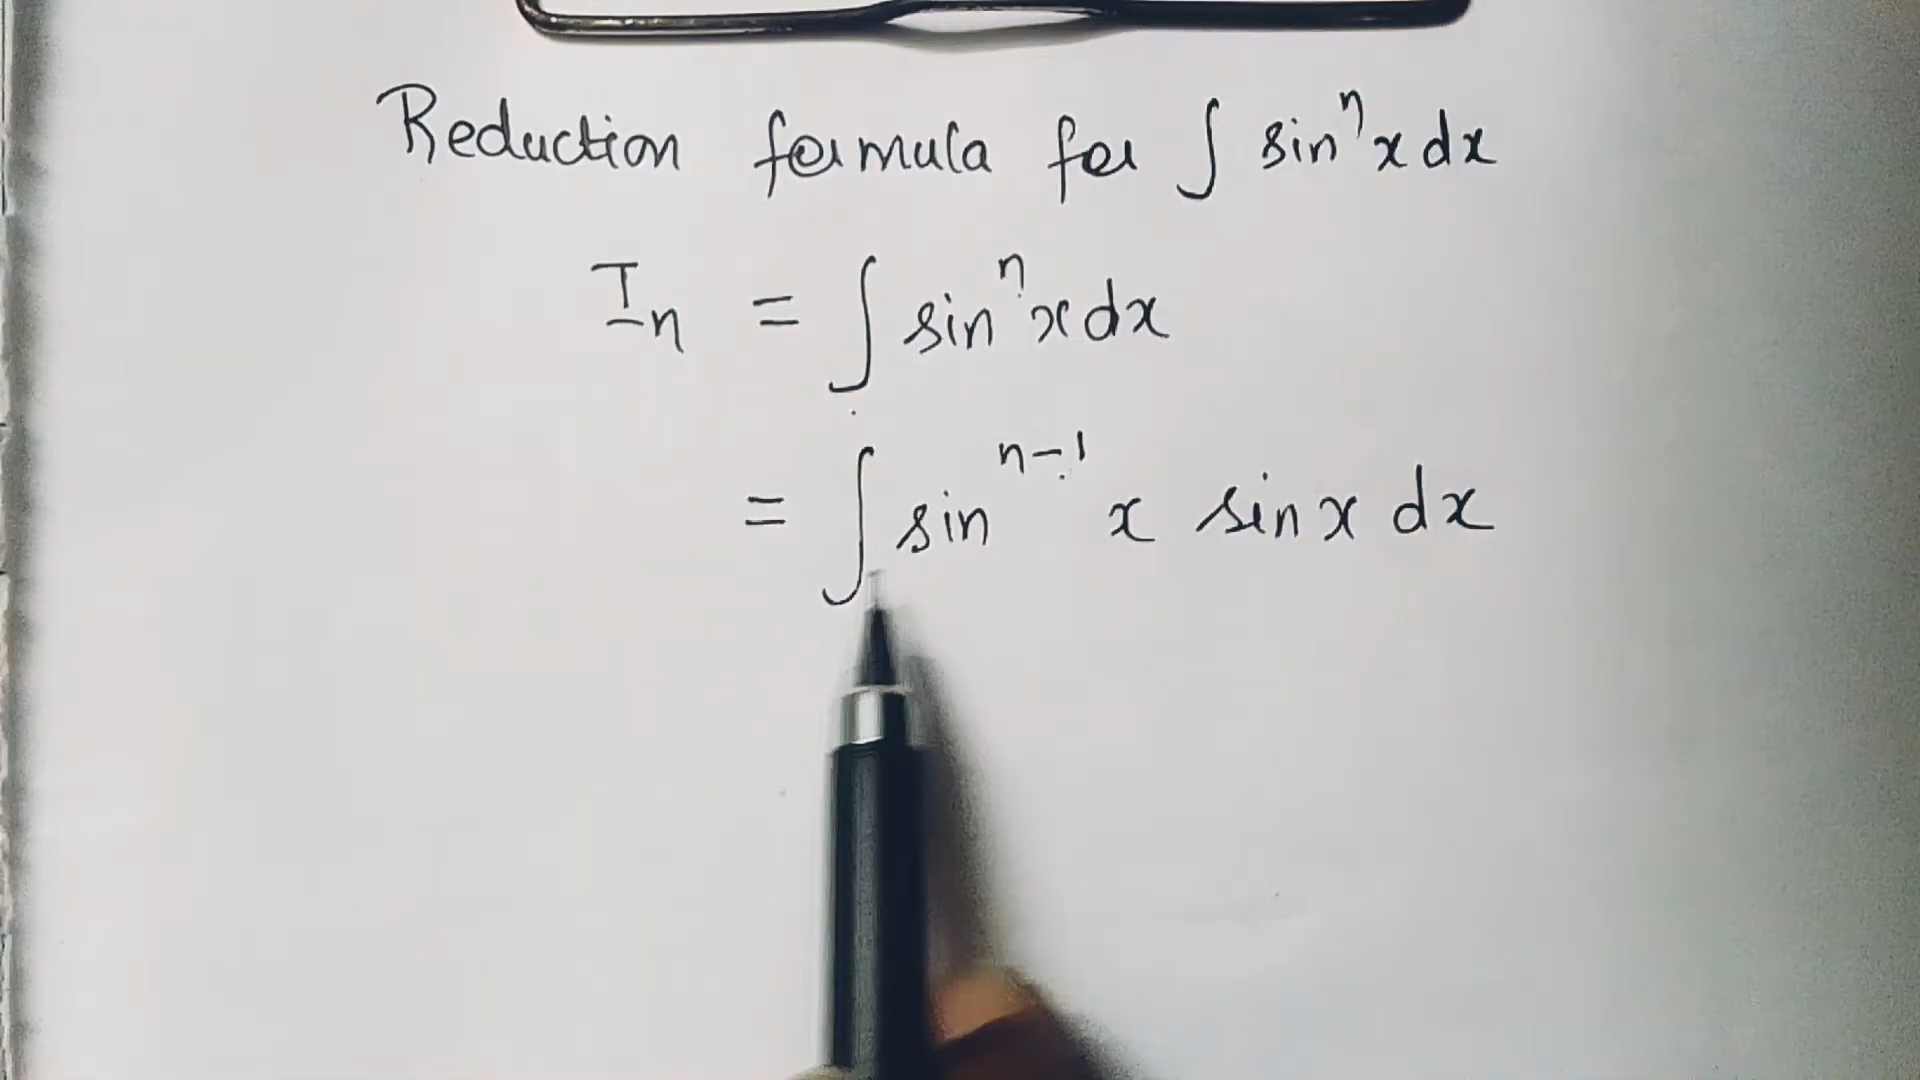 Reduction formula for ∫ sinⁿx dx
Iₙ = ∫ sinⁿx dx
= ∫ sinⁿ⁻¹ x sin x dx